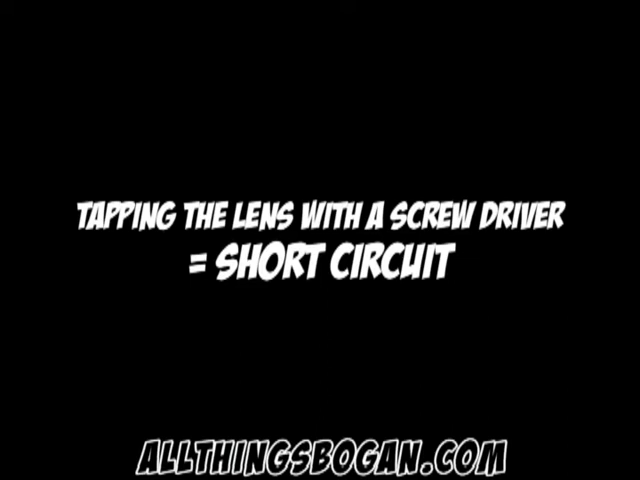 TAPPING THE LENS WITH A SCREW DRIVER
= SHORT CIRCUIT
ALLTHINGSBOGAN.COM